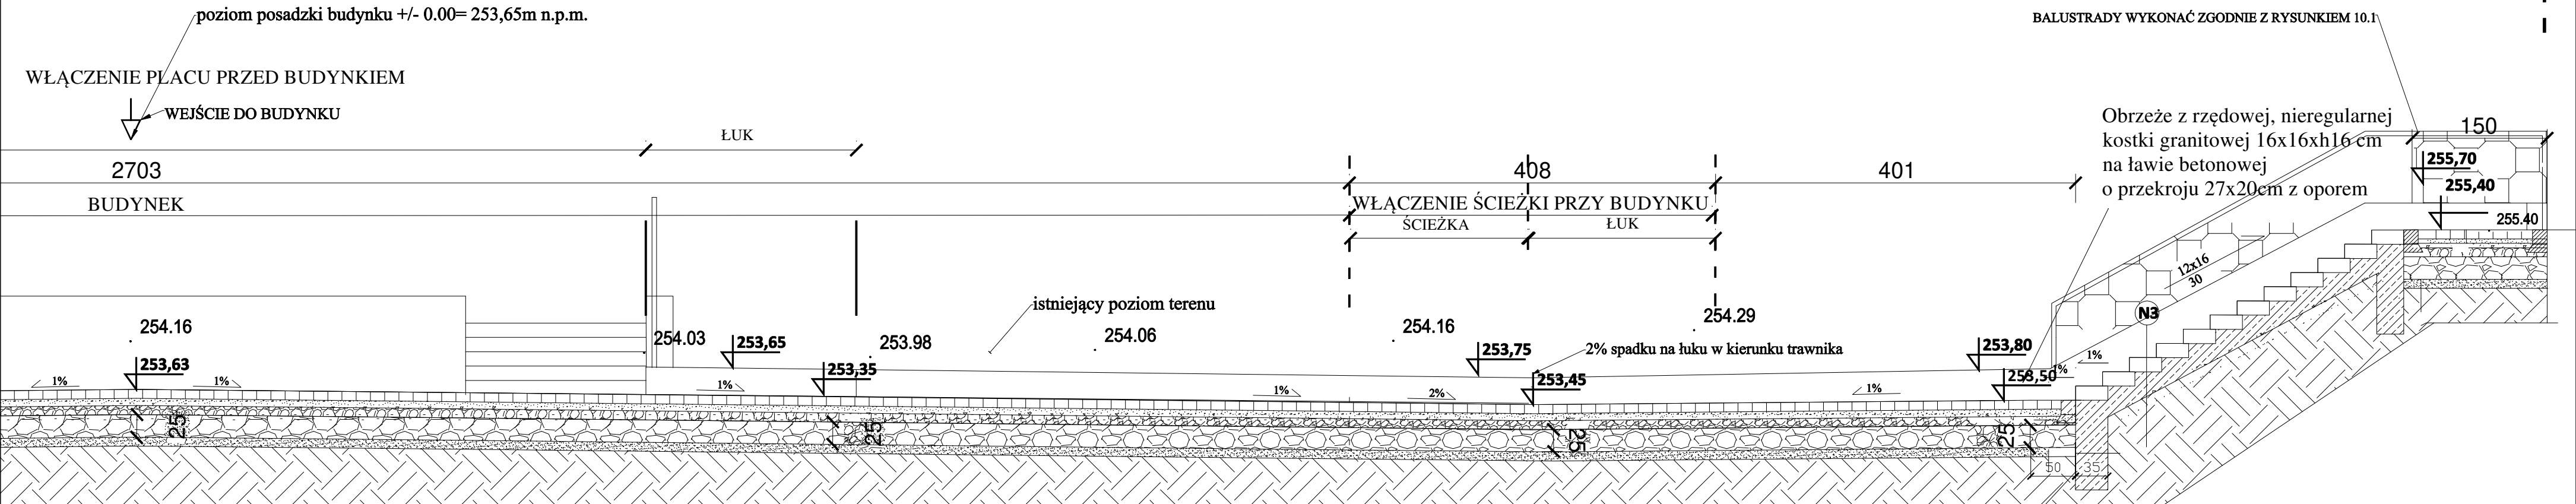 poziom posadzki budynku +/- 0.00= 253,65m n.p.m.
BALUSTRADY WYKONAĆ ZGODNIE Z RYSUNKIEM 10.1
WŁĄCZENIE PLACU PRZED BUDYNKIEM
WEJŚCIE DO BUDYNKU
Obrzeże z rzędowej, nieregularnej
kostki granitowej 16x16xh16 cm
na ławie betonowej
o przekroju 27x20cm z oporem
ŁUK
150
2703
408
401
255,70
255,40
255.40
BUDYNEK
WŁĄCZENIE ŚCIEŻKI PRZY BUDYNKU
ŚCIEŻKA
ŁUK
12x16
30
N3
istniejący poziom terenu
254.16
254.03
253.98
254.06
254.16
254.29
253,63
253,65
253,35
253,75
2% spadku na łuku w kierunku trawnika
253,45
253,80
253,50
1%
1%
1%
1%
2%
1%
1%
1%
25
25
25
25
50
35